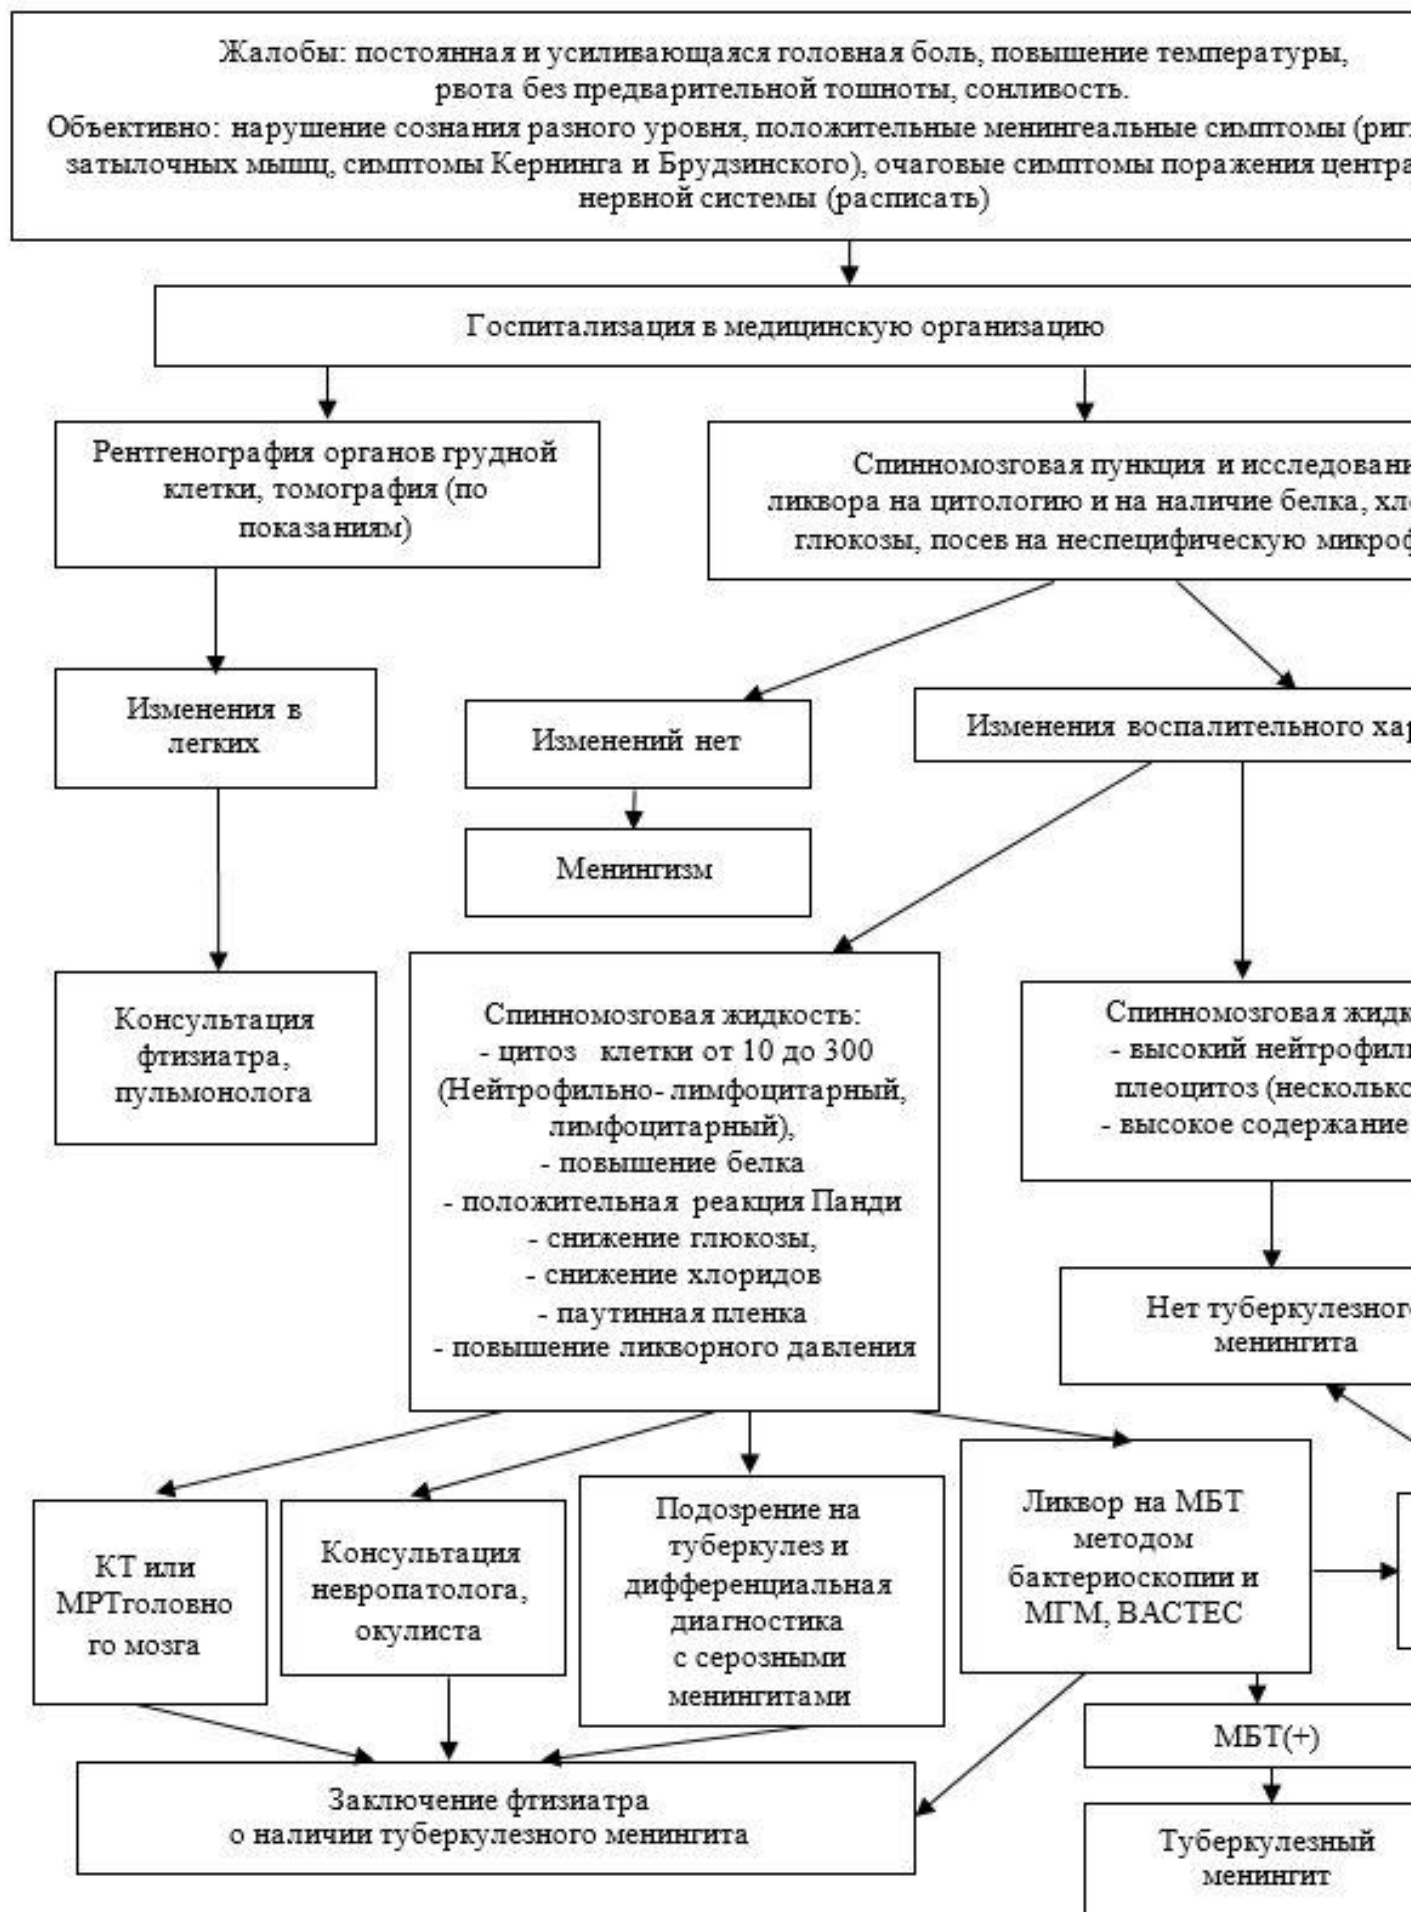 Жалобы: постоянная и усиливающаяся головная боль, повышение температуры,
рвота без предварительной тошноты, сонливость.
Объективно: нарушение сознания разного уровня, положительные менингеальные симптомы
затылочных мышц, симптомы Кернинга и Брудзинского), очаговые симптомы поражения
нервной системы (расписать)
Госпитализация в медицинскую организацию
Рентгенография органов грудной
клетки, томография (по
показаниям)
Спинномозговая пункция и
ликвора на цитологию и на наличие белка,
глюкозы, посев на неспецифическую
Изменения в
легких
Изменений нет
Изменения воспалительного
Менингизм
Консультация
фтизиатра,
пульмонолога
Спинномозговая жидкость:
- цитоз клетки от 10 до 300
(Нейтрофильно- лимфоцитарный,
лимфоцитарный),
- повышение белка
- положительная реакция Панди
- снижение глюкозы,
- снижение хлоридов
- паутинная пленка
- повышение ликворного давления
Спинномозговая
- высокий
плеоцитоз (несколько
- высокое содержание
Нет
менингита
КТ или
МРТголовно
го мозга
Консультация
невропатолога,
окулиста
Подозрение на
туберкулез и
дифференциальная
диагностика
с серозными
менингитами
Ликвор на МБТ
методом
бактериоскопии и
МГМ, ВАСТЕС
МБТ(+)
Заключение фтизиатра
о наличии туберкулезного менингита
Туберкулезный
менингит